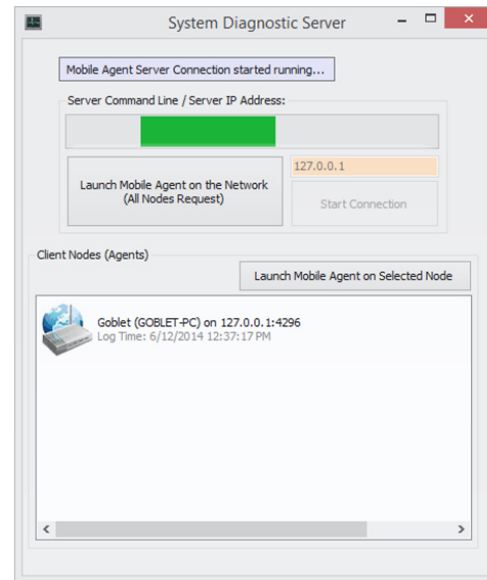 System Diagnostic Server
Mobile Agent Server Connection started running...
Server Command Line / Server IP Address:
127.0.0.1
Launch Mobile Agent on the Network
(All Nodes Request)
Start Connection
Client Nodes (Agents)
Launch Mobile Agent on Selected Node
Goblet (GOBLET-PC) on 127.0.0.1:4296
Log Time: 6/12/2014 12:37:17 PM